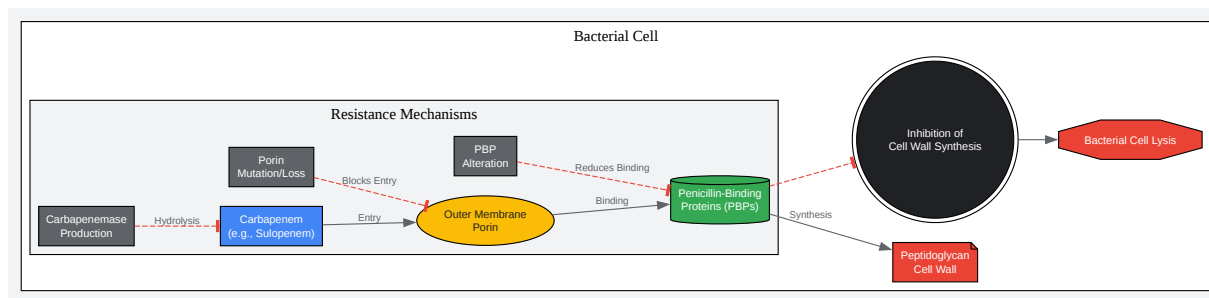 Bacterial Cell
Resistance Mechanisms
Carbapenemase
Production
Hydrolysis
Porin
Mutation/Loss
Blocks Entry
Carbapenem
(e.g., Sulopenem)
Entry
PBP
Alteration
Reduces Binding
Outer Membrane
Porin
Binding
Penicillin-Binding
Proteins (PBPs)
Synthesis
Inhibition of
Cell Wall Synthesis
Peptidoglycan
Cell Wall
Bacterial Cell Lysis